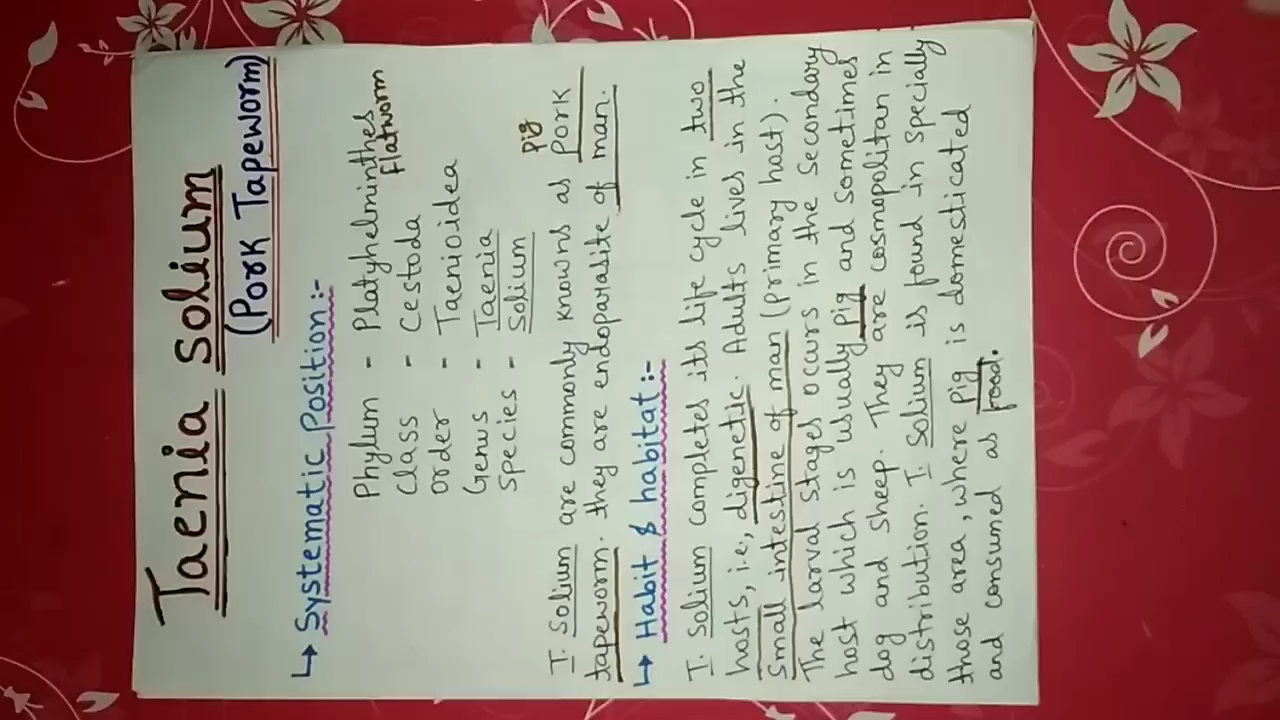 Taenia Solium
(Pork Tapeworm)
↳ Systematic Position:-
Phylum - Platyhelminthes
Flatworm
Class - Cestoda
order - Taenioidea
Genus - Taenia
Species - Solium
Pig
T. Solium are commonly knowns as Pork
tapeworm. they are endoparasite of man.
↳ Habit & habitat:-
T. Solium completes its life cycle in two
hosts, i.e, digenetic. Adults lives in the
Small intestine of man (Primary host).
The larval stages occurs in the secondary
host which is usually Pig and sometimes
dog and sheep. They are cosmopolitan in
distribution. T. Solium is found in specially
those area, where Pig is domesticated
and consumed as food.